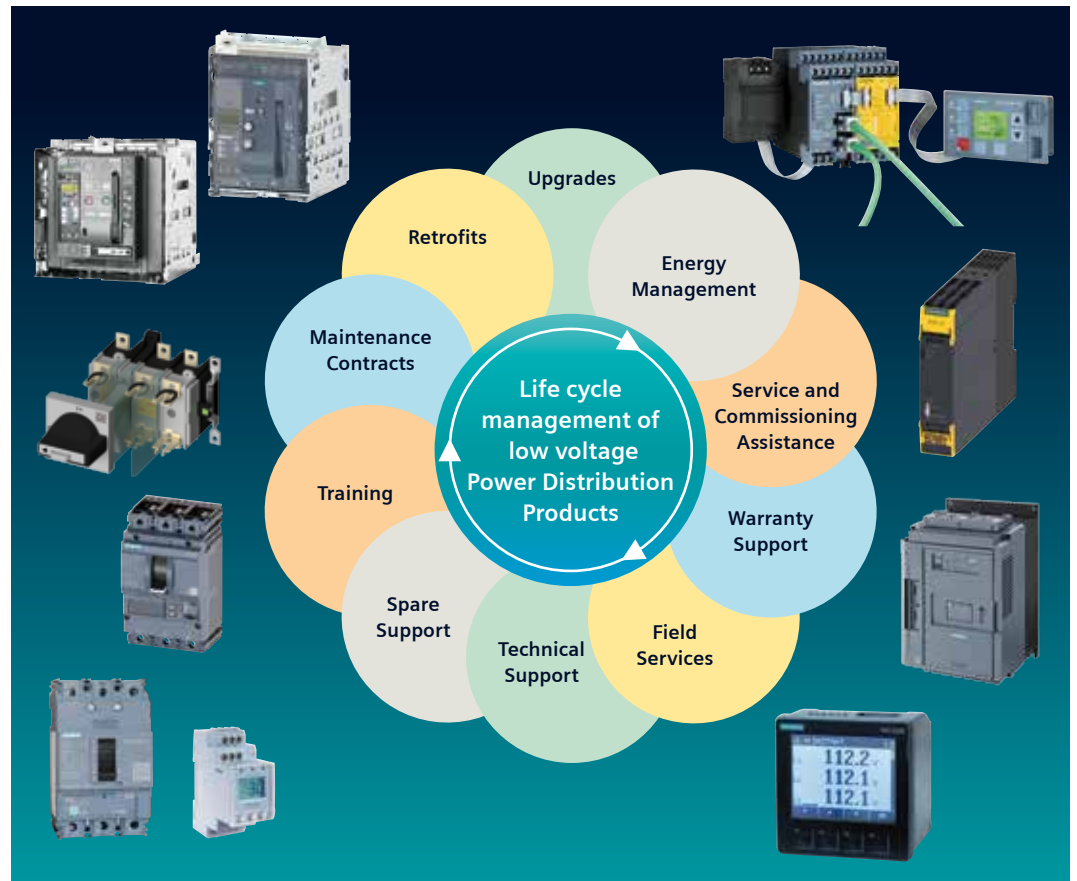 Upgrades
Energy
Management
Service and
Commissioning
Assistance
Warranty
Support
Field
Services
Technical
Support
Spare
Support
Training
Maintenance
Contracts
Retrofits
Life cycle
management of
low voltage
Power Distribution
Products
112.2
112.1
112.1